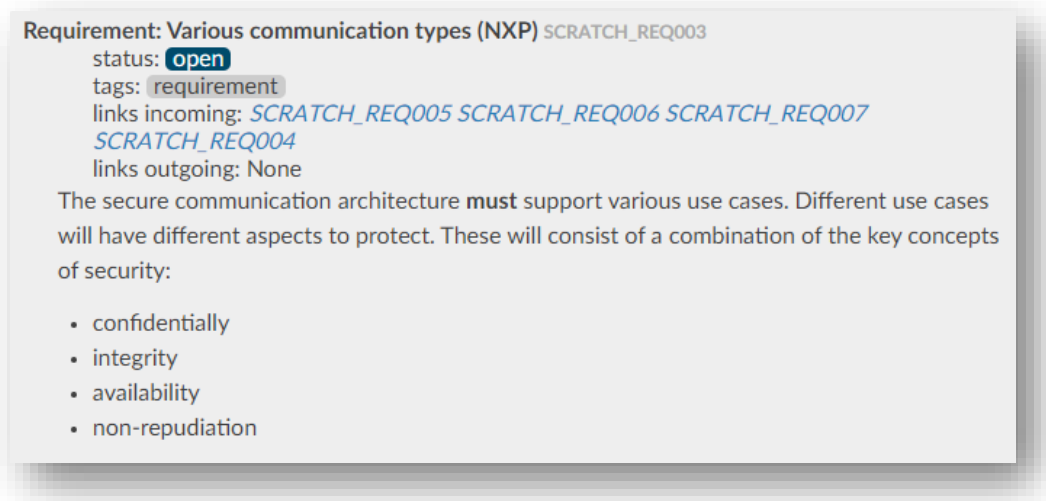 Requirement: Various communication types (NXP) SCRATCH_REQ003
status: open
tags: requirement
links incoming: SCRATCH_REQ005 SCRATCH_REQ006 SCRATCH_REQ007
SCRATCH_REQ004
links outgoing: None
The secure communication architecture must support various use cases. Different use cases
will have different aspects to protect. These will consist of a combination of the key concepts
of security:
• confidentially
• integrity
• availability
• non-repudiation